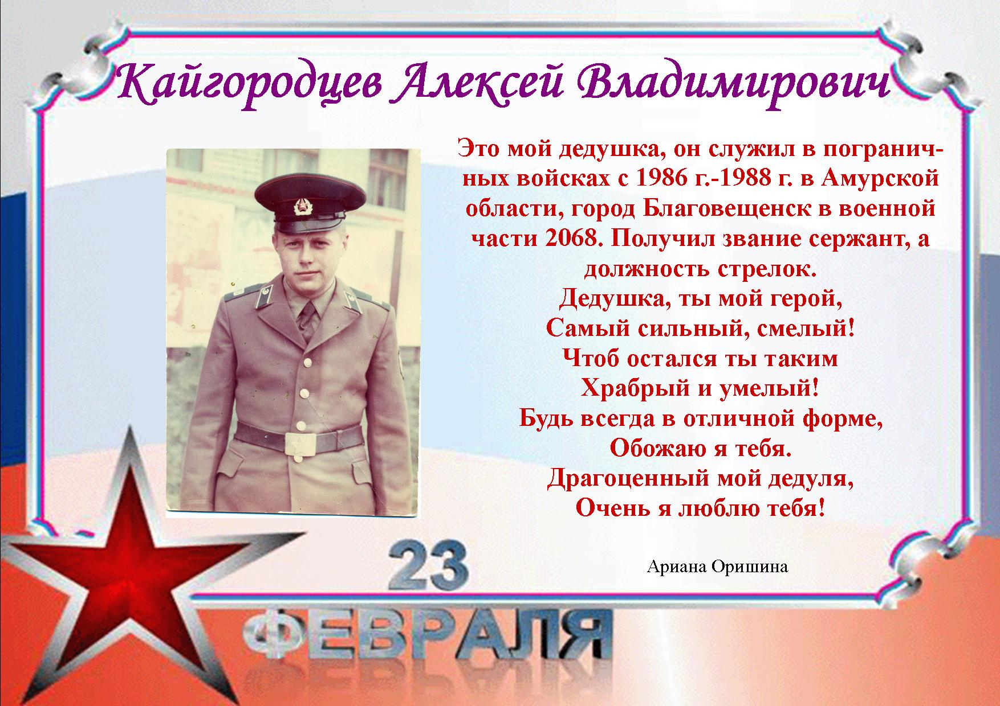 Кайгородцев Алексей Владимирович
Это мой дедушка, он служил в погранич-
ных войсках с 1986 г.-1988 г. в Амурской
области, город Благовещенск в военной
части 2068. Получил звание сержант, а
должность стрелок.
Дедушка, ты мой герой,
Самый сильный, смелый!
Чтоб остался ты таким
Храбрый и умелый!
Будь всегда в отличной форме,
Обожаю я тебя.
Драгоценный мой дедуля,
Очень я люблю тебя!
Ариана Оришина
23
ФЕВРАЛЯ